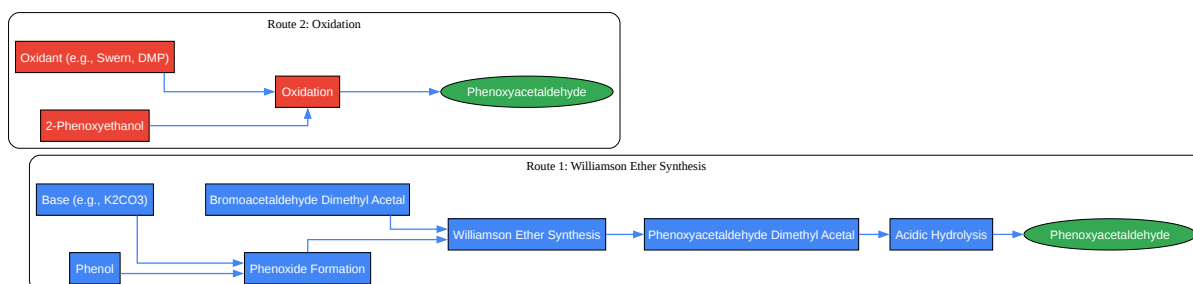 Route 2: Oxidation
Oxidant (e.g., Swern, DMP)
Oxidation
Phenoxyacetaldehyde
2-Phenoxyethanol
Route 1: Williamson Ether Synthesis
Base (e.g., K2CO3)
Bromoacetaldehyde Dimethyl Acetal
Williamson Ether Synthesis
Phenoxyacetaldehyde Dimethyl Acetal
Acidic Hydrolysis
Phenoxyacetaldehyde
Phenol
Phenoxide Formation